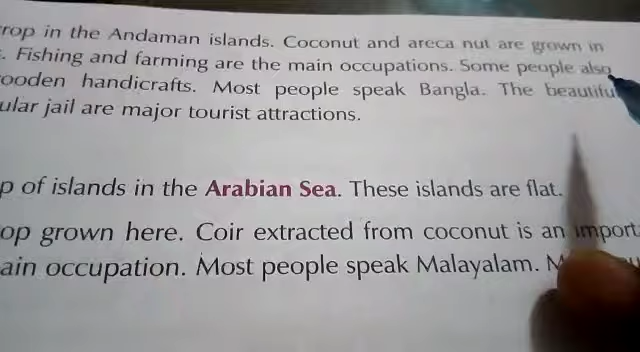 rop in the Andaman islands. Coconut and areca nut are grown in
. Fishing and farming are the main occupations. Some people also
ooden handicrafts. Most people speak Bangla. The beautifu
ular jail are major tourist attractions.
p of islands in the Arabian Sea. These islands are flat.
op grown here. Coir extracted from coconut is an import
ain occupation. Most people speak Malayalam.